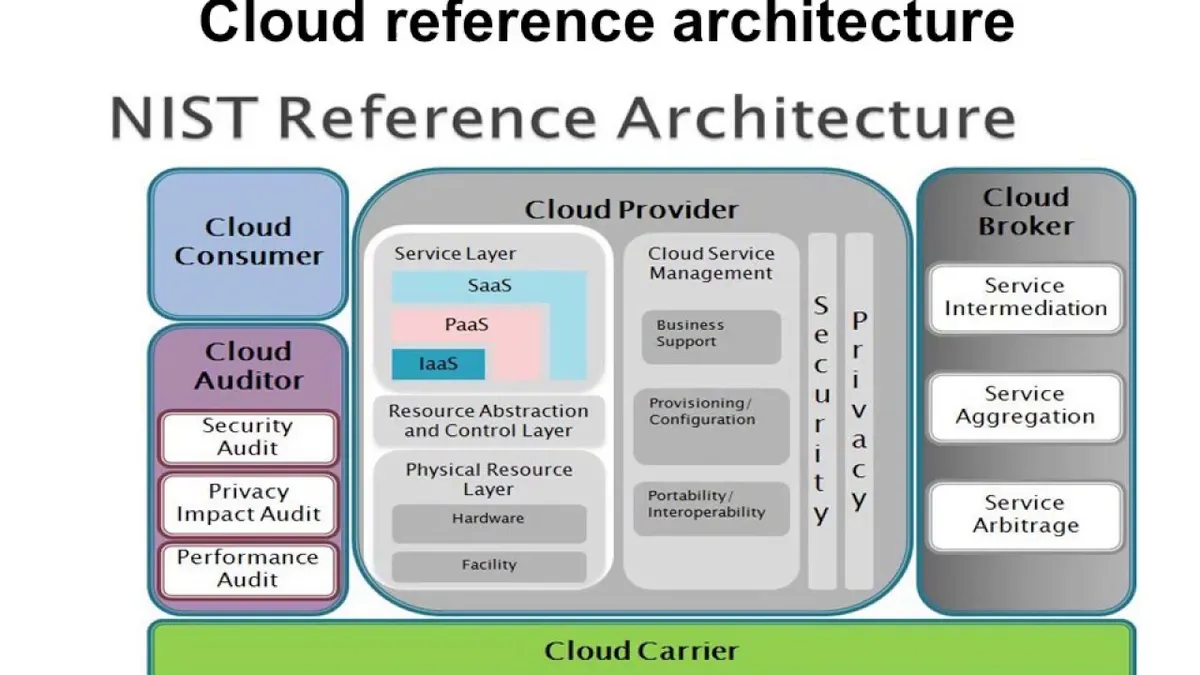 Cloud reference architecture
NIST Reference Architecture
Cloud
Consumer
Cloud
Auditor
Security
Audit
Privacy
Impact Audit
Performance
Audit
Cloud Provider
Service Layer
SaaS
PaaS
IaaS
Resource Abstraction
and Control Layer
Physical Resource
Layer
Hardware
Facility
Cloud Service
Management
Business
Support
Provisioning/
Configuration
Portability/
Interoperability
Security
Privacy
Cloud
Broker
Service
Intermediation
Service
Aggregation
Service
Arbitrage
Cloud Carrier